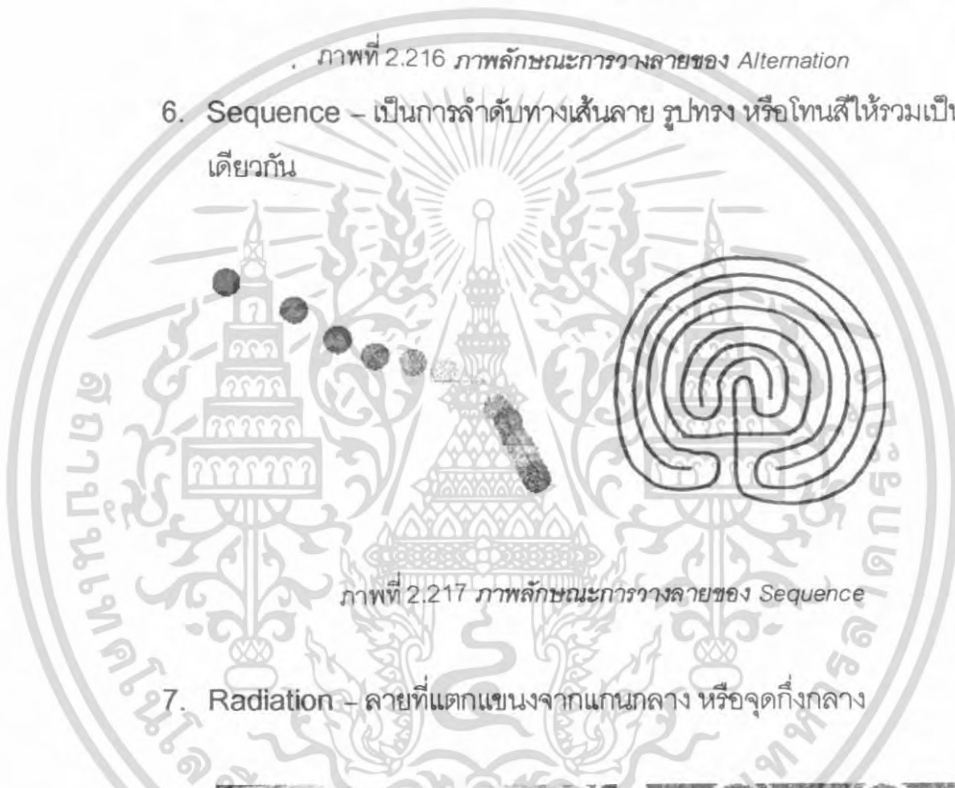 ภาพที่ 2.216 ภาพลักษณะการวางลายของ Alternation
6. Sequence – เป็นการลำดับทางเส้นลาย รูปทรง หรือโทนสีให้รวมเป็น
เดียวกัน
ภาพที่ 2.217 ภาพลักษณะการวางลายของ Sequence
7. Radiation – ลายที่แตกแขนงจากแกนกลาง หรือจุดกึ่งกลาง